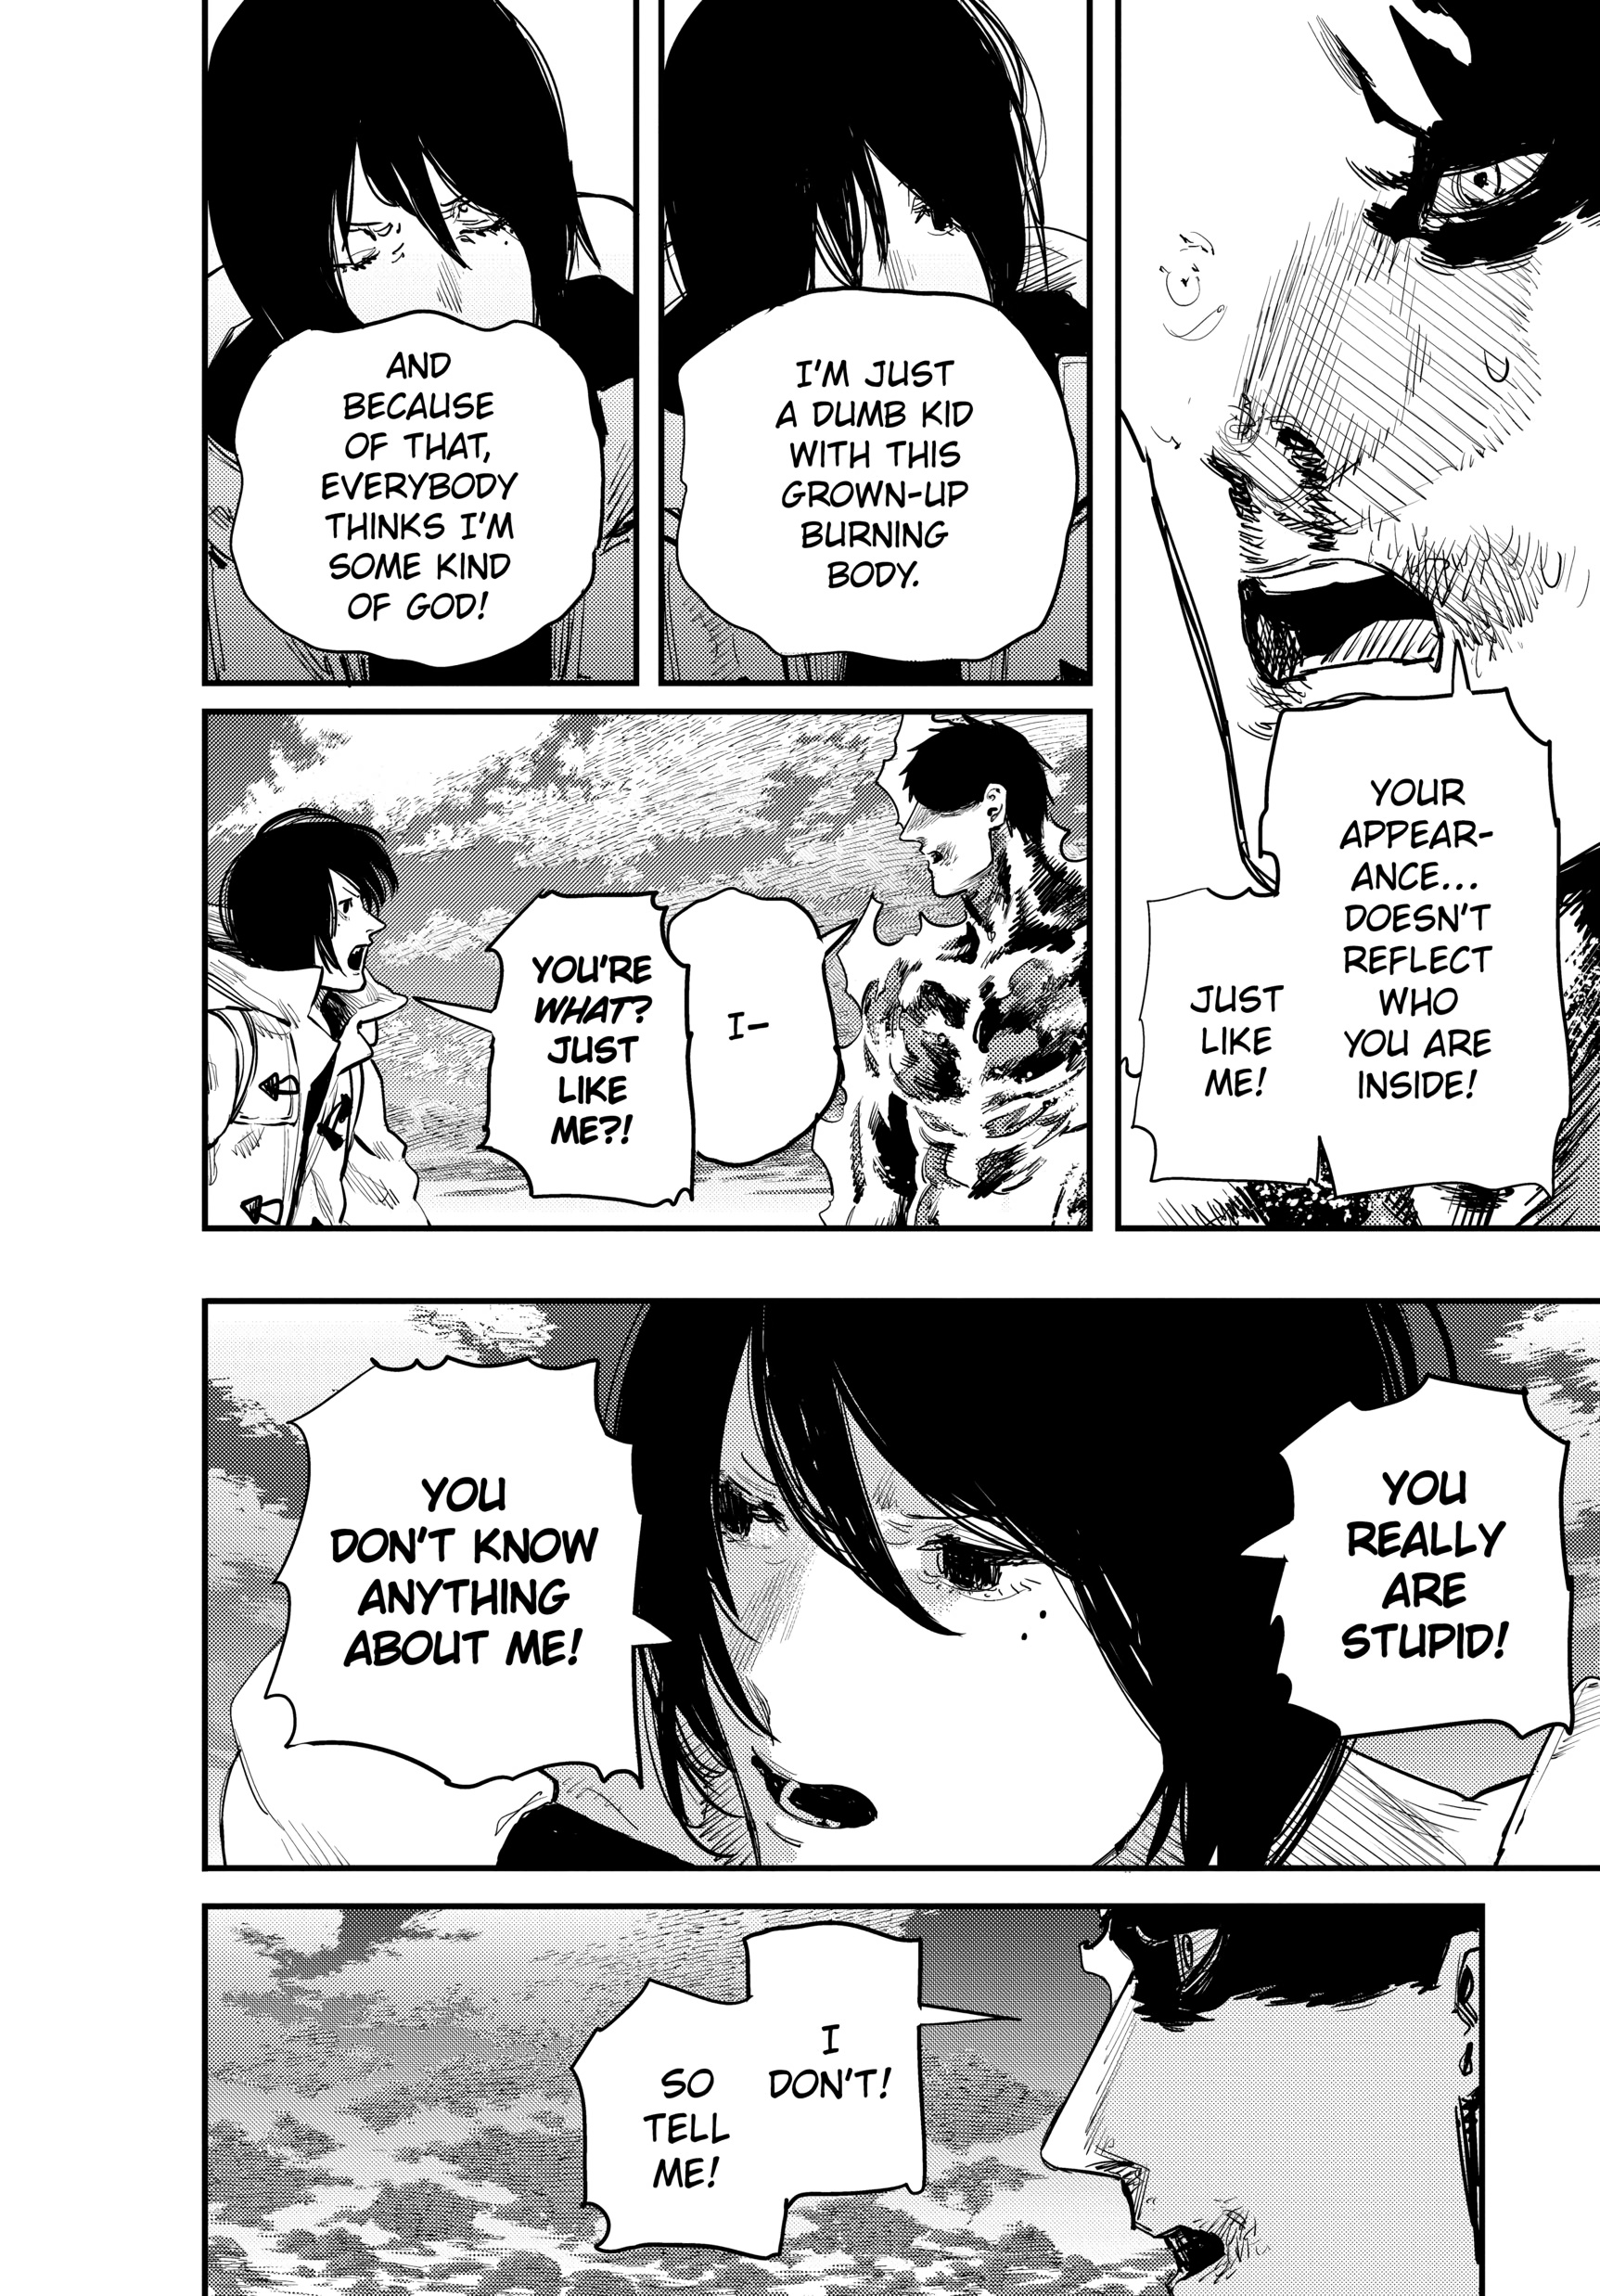 YOUR
APPEAR-
ANCE...
DOESN'T
REFLECT
WHO
YOU ARE
INSIDE!
JUST
LIKE
ME!
I'M JUST
A DUMB KID
WITH THIS
GROWN-UP
BURNING
BODY.
AND
BECAUSE
OF THAT,
EVERYBODY
THINKS I'M
SOME KIND
OF GOD!
I–
YOU'RE
WHAT?
JUST
LIKE
ME?!
YOU
REALLY
ARE
STUPID!
YOU
DON'T KNOW
ANYTHING
ABOUT ME!
I
DON'T!
SO
TELL
ME!